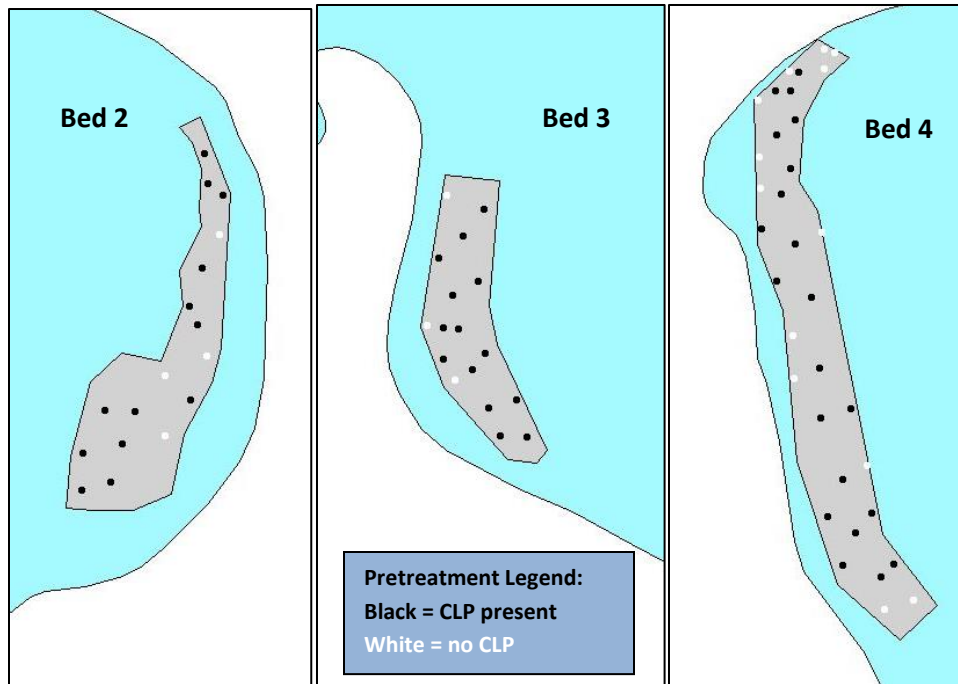 Bed 2
Bed 3
Bed 4
Pretreatment Legend:
Black = CLP present
White = no CLP